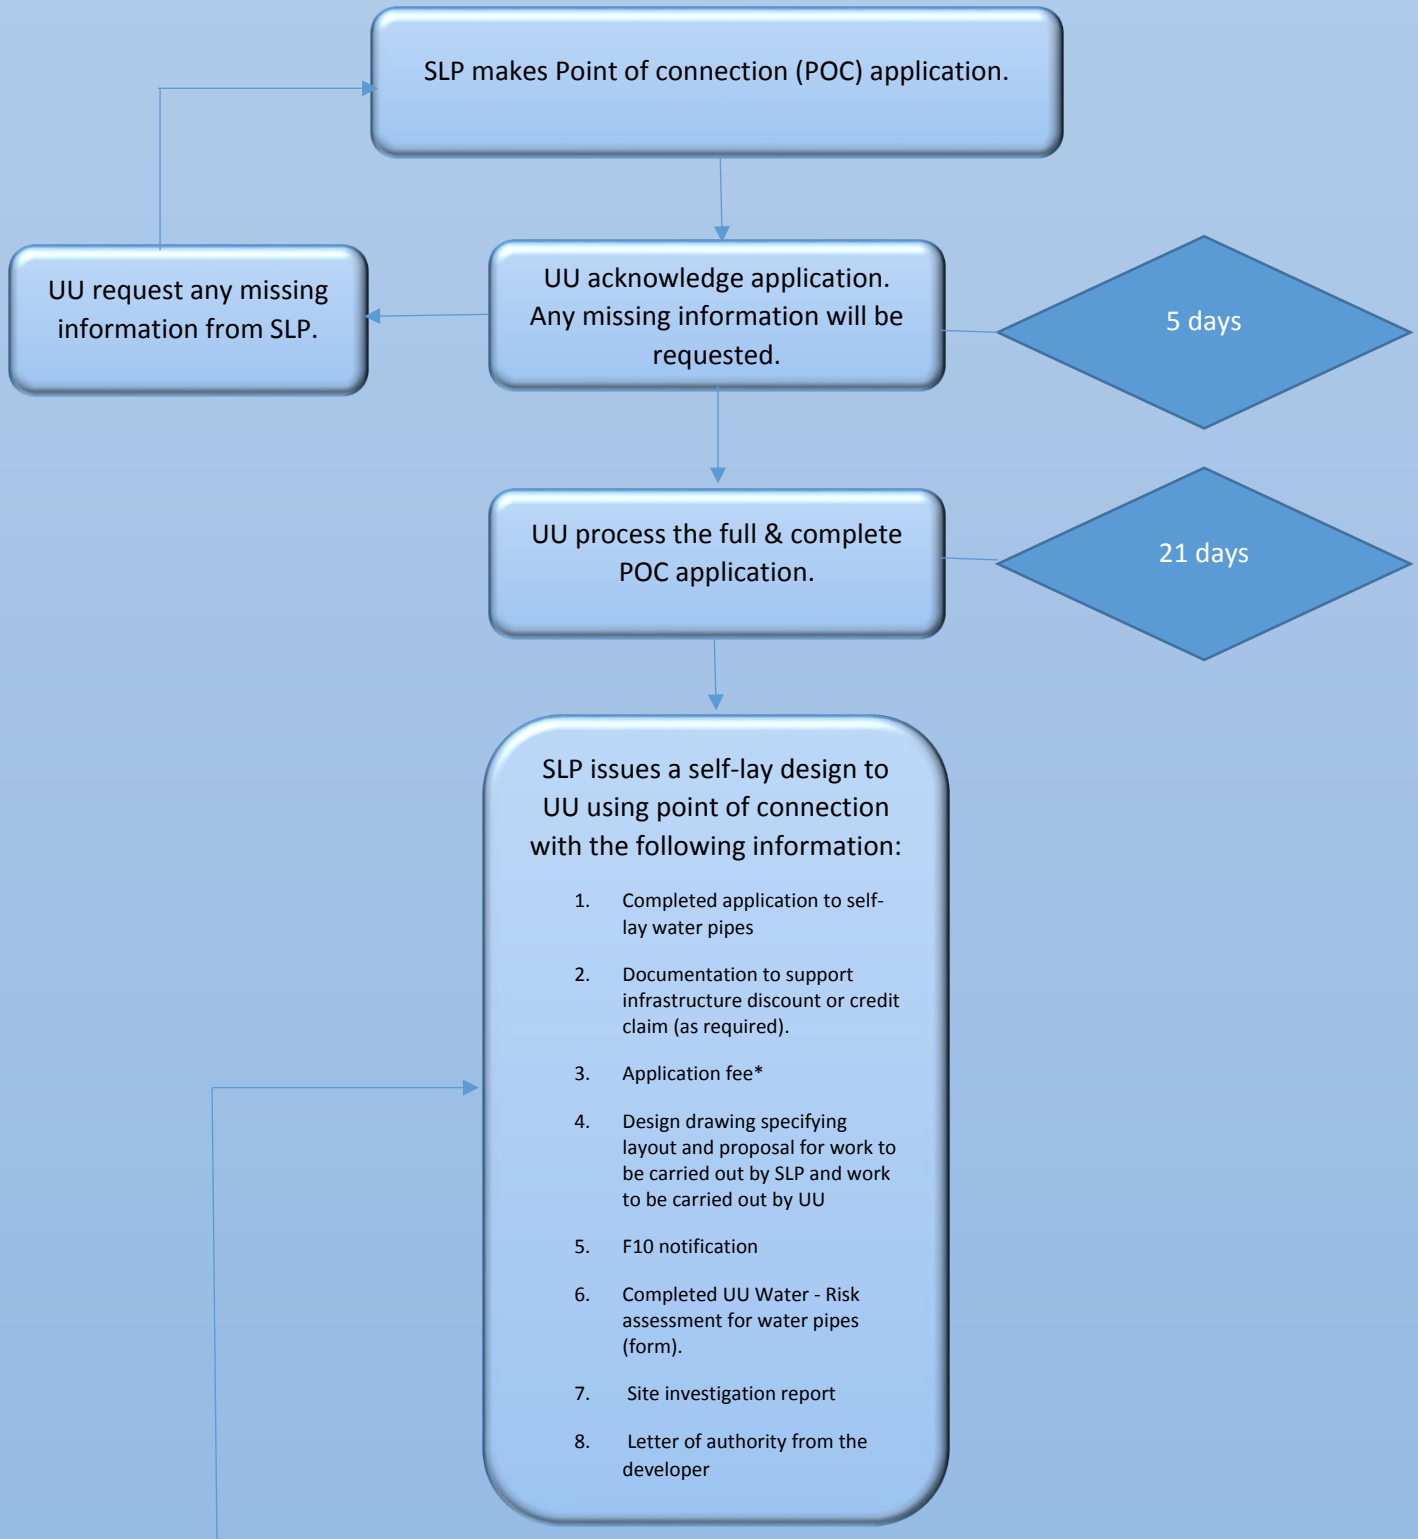 SLP makes Point of connection (POC) application.
UU request any missing
information from SLP.
UU acknowledge application.
Any missing information will be
requested.
5 days
UU process the full & complete
POC application.
21 days
SLP issues a self-lay design to
UU using point of connection
with the following information:
1. Completed application to self-
lay water pipes
2. Documentation to support
infrastructure discount or credit
claim (as required).
3. Application fee*
4. Design drawing specifying
layout and proposal for work to
be carried out by SLP and work
to be carried out by UU
5. F10 notification
6. Completed UU Water - Risk
assessment for water pipes
(form).
7. Site investigation report
8. Letter of authority from the
developer